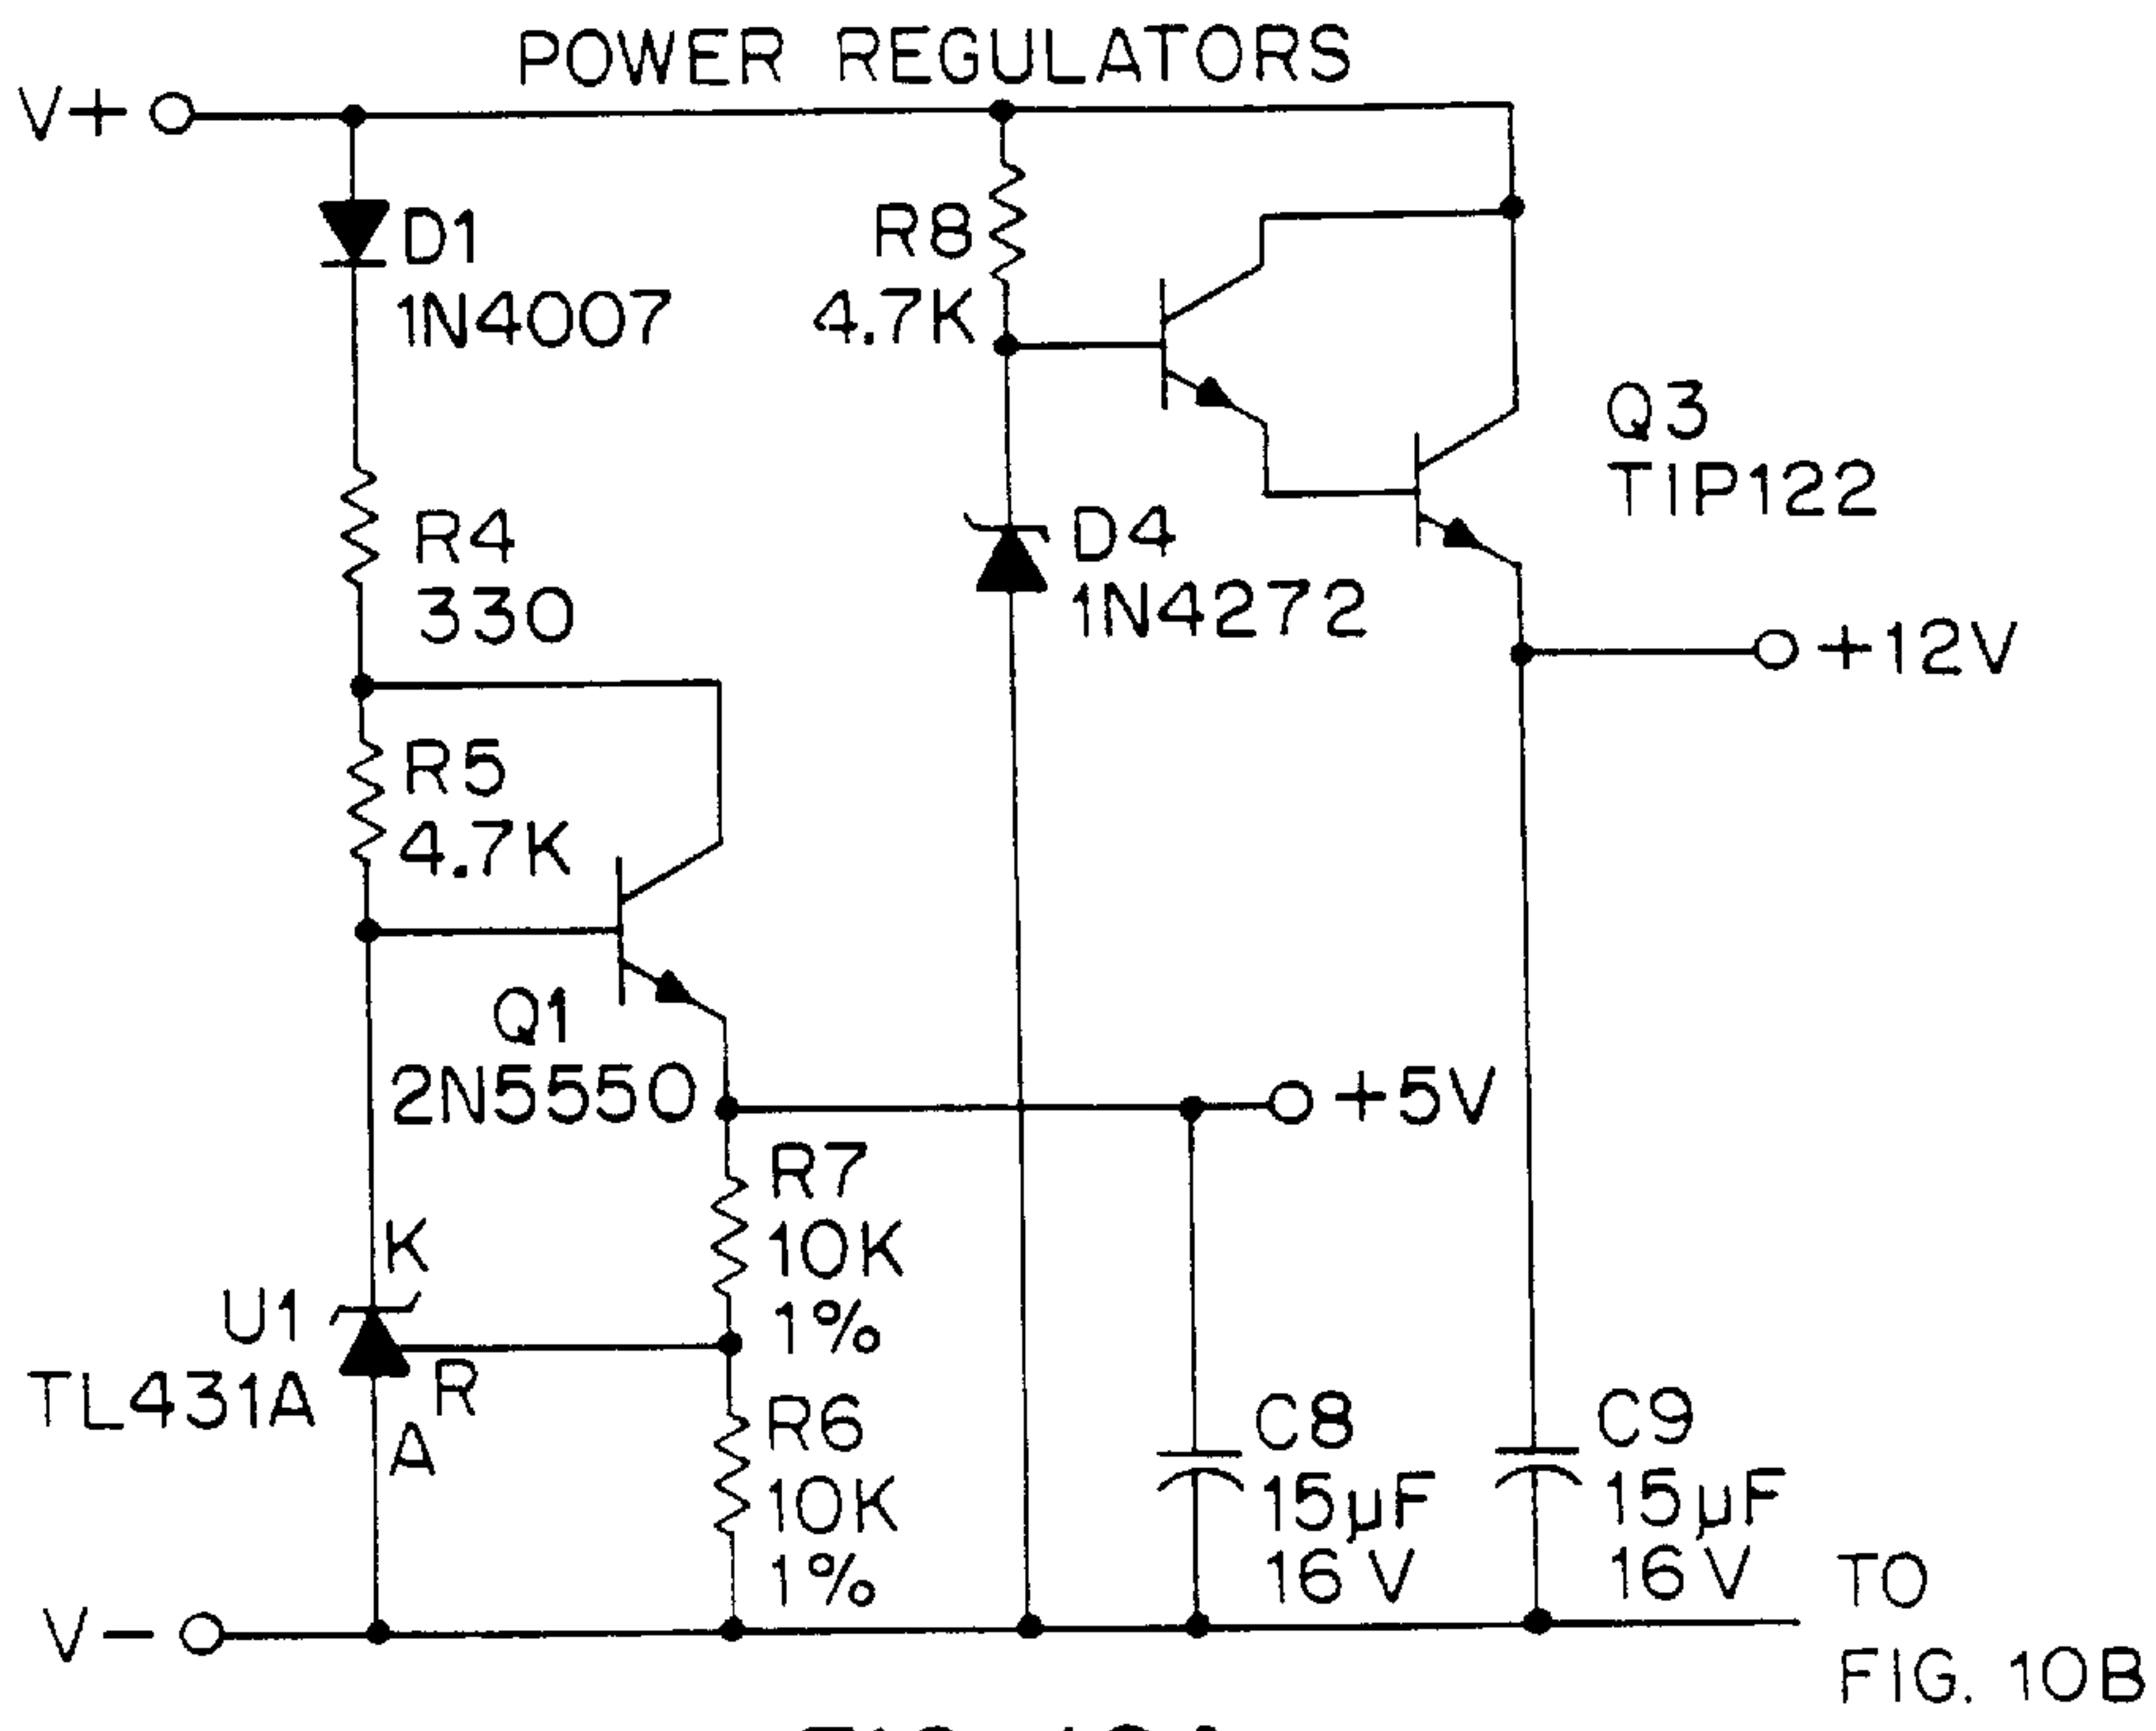 POWER REGULATORS
V+
D1
1N4007
R8
4.7K
Q3
TIP122
R4
330
D4
1N4272
+12V
R5
4.7K
Q1
2N5550
+5V
R7
10K
1%
K
U1
TL431A
R
A
R6
10K
1%
C8
15µF
16V
C9
15µF
16V
V-
TO
FIG. 10B